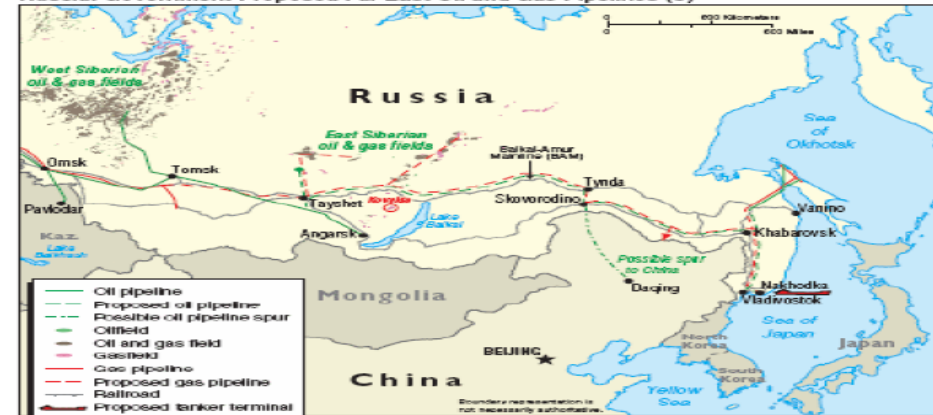 600 Kilometers
600 Miles
West Siberian
oil & gas fields
Russia
Sea
of
Okhotsk
East Siberian
oil & gas fields
Baikal-Amur
Mainline (BAM)
Omsk
Tomsk
Tynda
Pavlodar
Tayshet
Kovykta
Skovorodino
Vanino
Lake
Baikal
Angarsk
Khabarovsk
Kaz.
Lake
Balkhash
Possible spur
to China
Daqing
Nakhodka
Vladivostok
Mongolia
Sea of
Japan
North
Korea
Japan
BEIJING
South
Korea
China
Yellow
Sea
Boundary representation is
not necessarily authoritative.
Oil pipeline
Proposed oil pipeline
Possible oil pipeline spur
Oilfield
Oil and gas field
Gasfield
Gas pipeline
Proposed gas pipeline
Railroad
Proposed tanker terminal